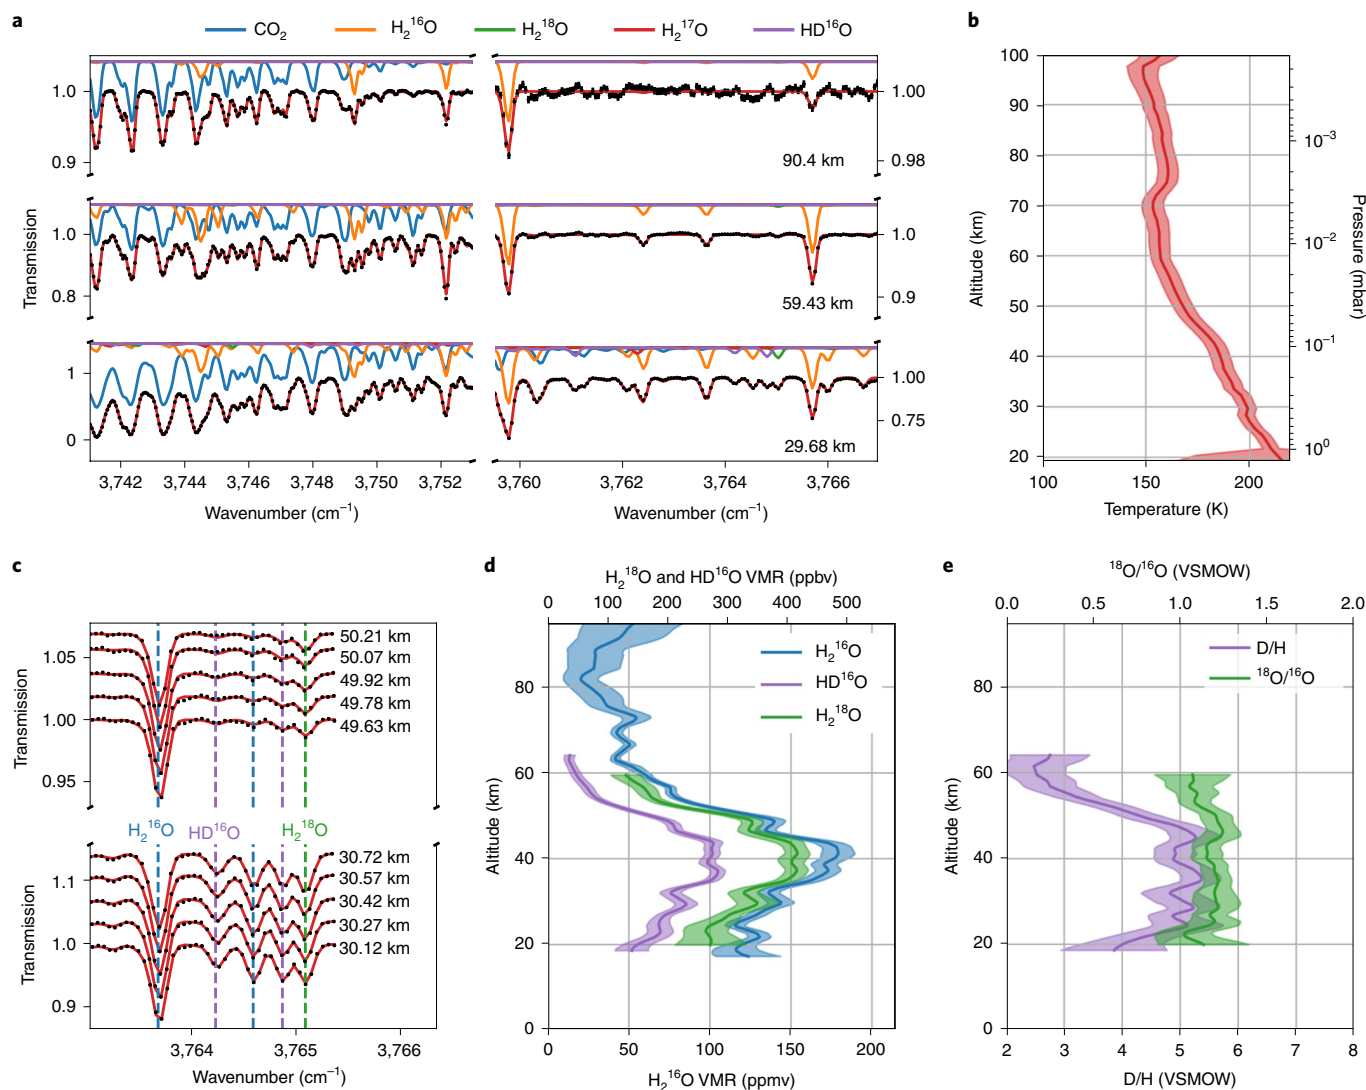 a
CO2
H2^16O
H2^18O
H2^17O
HD^16O
1.0
0.9
1.00
0.98
90.4 km
1.0
0.8
1.0
0.9
59.43 km
1
0
1.00
0.75
29.68 km
Transmission
3,742 3,744 3,746 3,748 3,750 3,752
3,760 3,762 3,764 3,766
Wavenumber (cm−1)
Wavenumber (cm−1)
b
100
90
80
70
60
50
40
30
20
Altitude (km)
10−3
10−2
10−1
10^0
Pressure (mbar)
100 150 200
Temperature (K)
c
1.05
1.00
0.95
Transmission
50.21 km
50.07 km
49.92 km
49.78 km
49.63 km
H2^16O HD^16O H2^18O
1.1
1.0
0.9
Transmission
30.72 km
30.57 km
30.42 km
30.27 km
30.12 km
3,764 3,765 3,766
Wavenumber (cm−1)
d
H2^18O and HD^16O VMR (ppbv)
0 100 200 300 400 500
H2^16O
HD^16O
H2^18O
80
60
40
20
0
Altitude (km)
0 50 100 150 200
H2^16O VMR (ppmv)
e
^18O/^16O (VSMOW)
0.0 0.5 1.0 1.5 2.0
D/H
^18O/^16O
80
60
40
20
0
Altitude (km)
2 3 4 5 6 7 8
D/H (VSMOW)